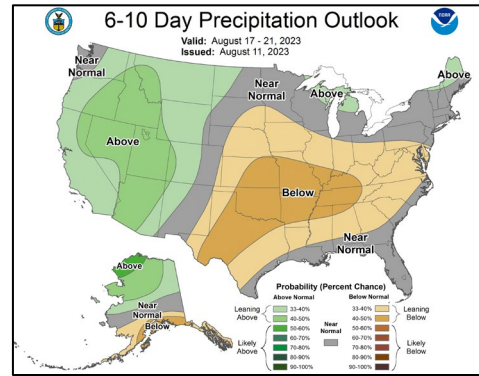 6-10 Day Precipitation Outlook
Valid: August 17 - 21, 2023
Issued: August 11, 2023
Near
Normal
Near
Normal
Above
Above
Above
Below
Near
Normal
Above
Near
Normal
Below
Probability (Percent Chance)
Above Normal
Below Normal
Leaning
Above
33-40%
40-50%
Near
Normal
33-40%
40-50%
Leaning
Below
Likely
Above
50-60%
60-70%
70-80%
80-90%
90-100%
50-60%
60-70%
70-80%
80-90%
90-100%
Likely
Below